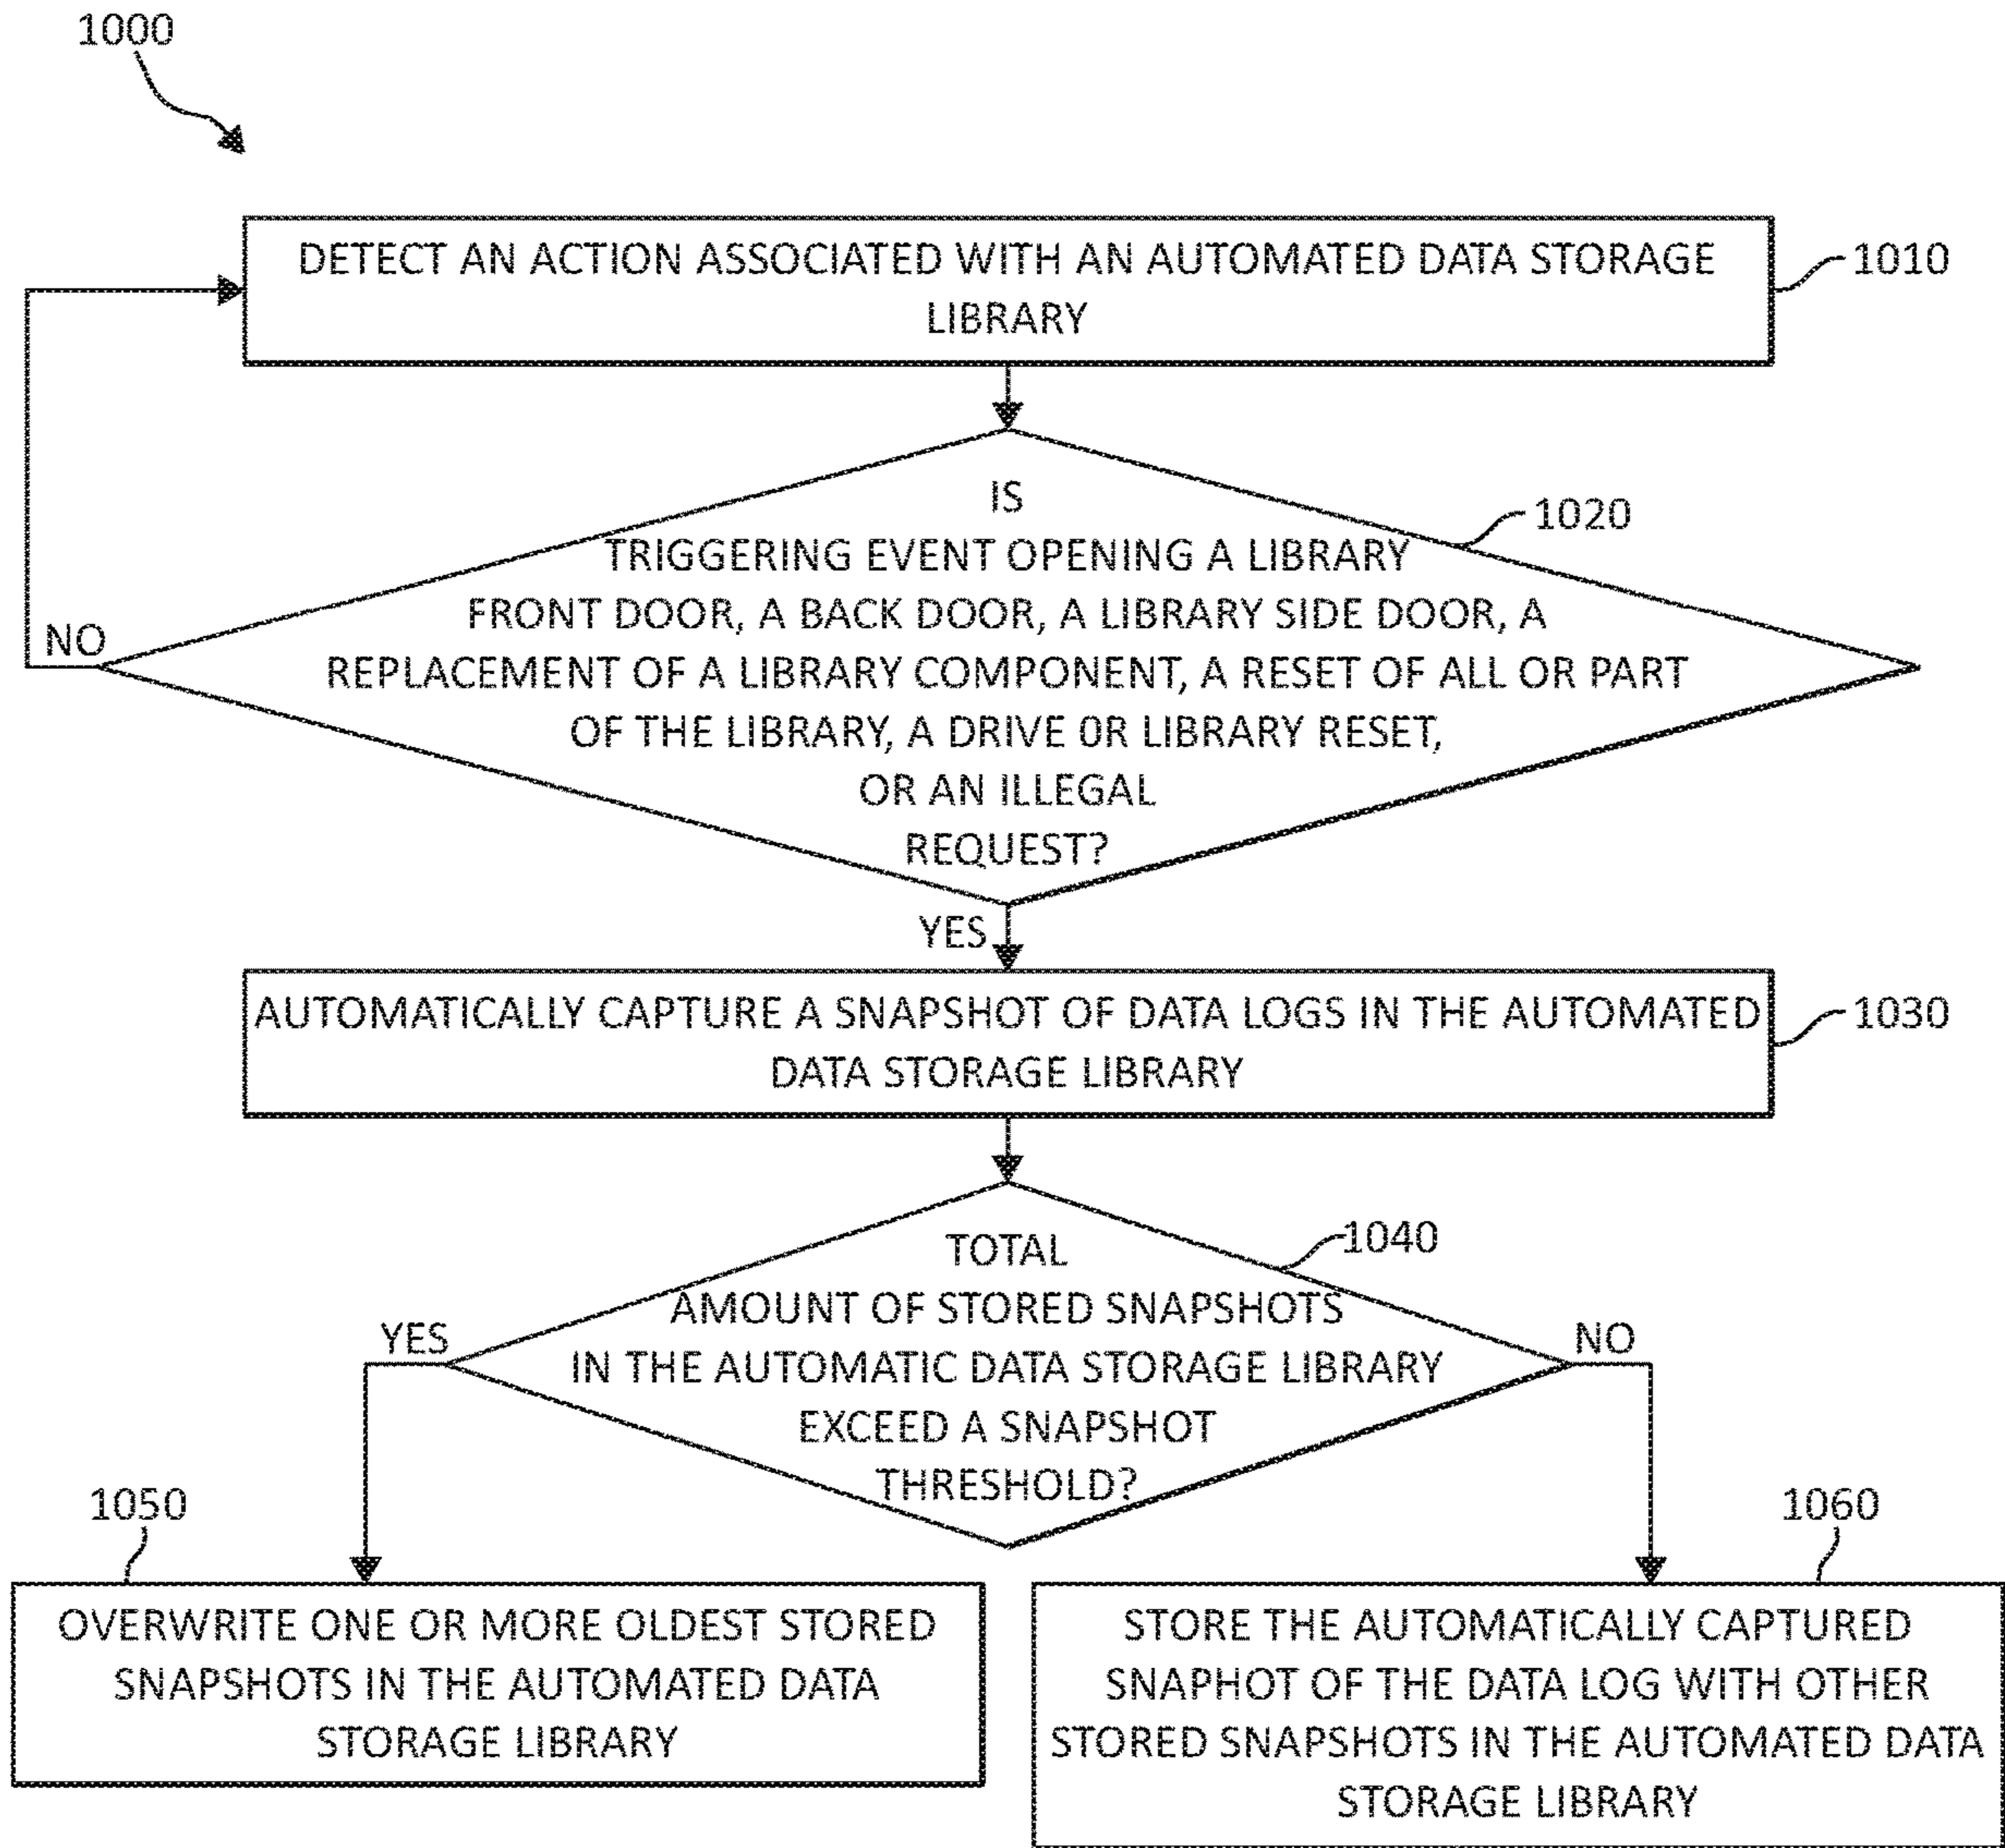 1000
DETECT AN ACTION ASSOCIATED WITH AN AUTOMATED DATA STORAGE
LIBRARY
1010
IS
1020
TRIGGERING EVENT OPENING A LIBRARY
FRONT DOOR, A BACK DOOR, A LIBRARY SIDE DOOR, A
NO
REPLACEMENT OF A LIBRARY COMPONENT, A RESET OF ALL OR PART
OF THE LIBRARY, A DRIVE 0R LIBRARY RESET,
OR AN ILLEGAL
REQUEST?
YES
AUTOMATICALLY CAPTURE A SNAPSHOT OF DATA LOGS IN THE AUTOMATED
DATA STORAGE LIBRARY
1030
TOTAL
1040
AMOUNT OF STORED SNAPSHOTS
IN THE AUTOMATIC DATA STORAGE LIBRARY
EXCEED A SNAPSHOT
THRESHOLD?
YES
NO
1050
OVERWRITE ONE OR MORE OLDEST STORED
SNAPSHOTS IN THE AUTOMATED DATA
STORAGE LIBRARY
1060
STORE THE AUTOMATICALLY CAPTURED
SNAPHOT OF THE DATA LOG WITH OTHER
STORED SNAPSHOTS IN THE AUTOMATED DATA
STORAGE LIBRARY